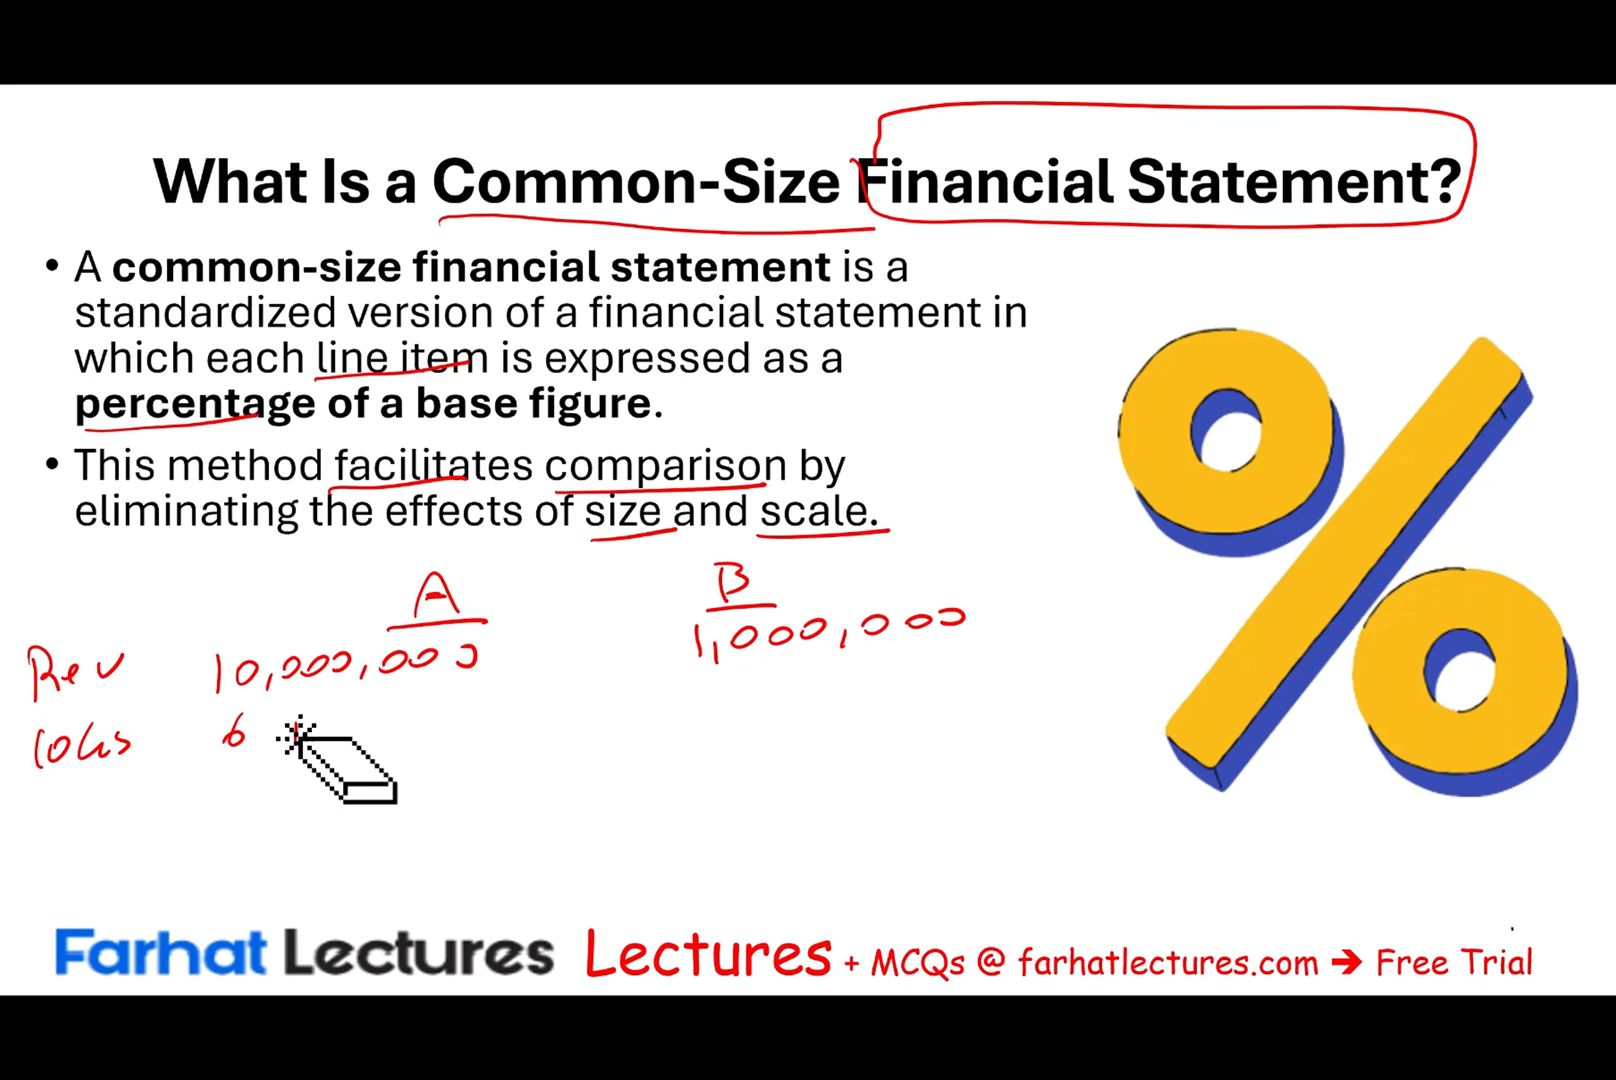 What Is a Common-Size Financial Statement?
• A common-size financial statement is a
standardized version of a financial statement in
which each line item is expressed as a
percentage of a base figure.
• This method facilitates comparison by
eliminating the effects of size and scale.
A B
Rev 10,000,000 1,000,000
6
Farhat Lectures Lectures + MCQs @ farhatlectures.com → Free Trial